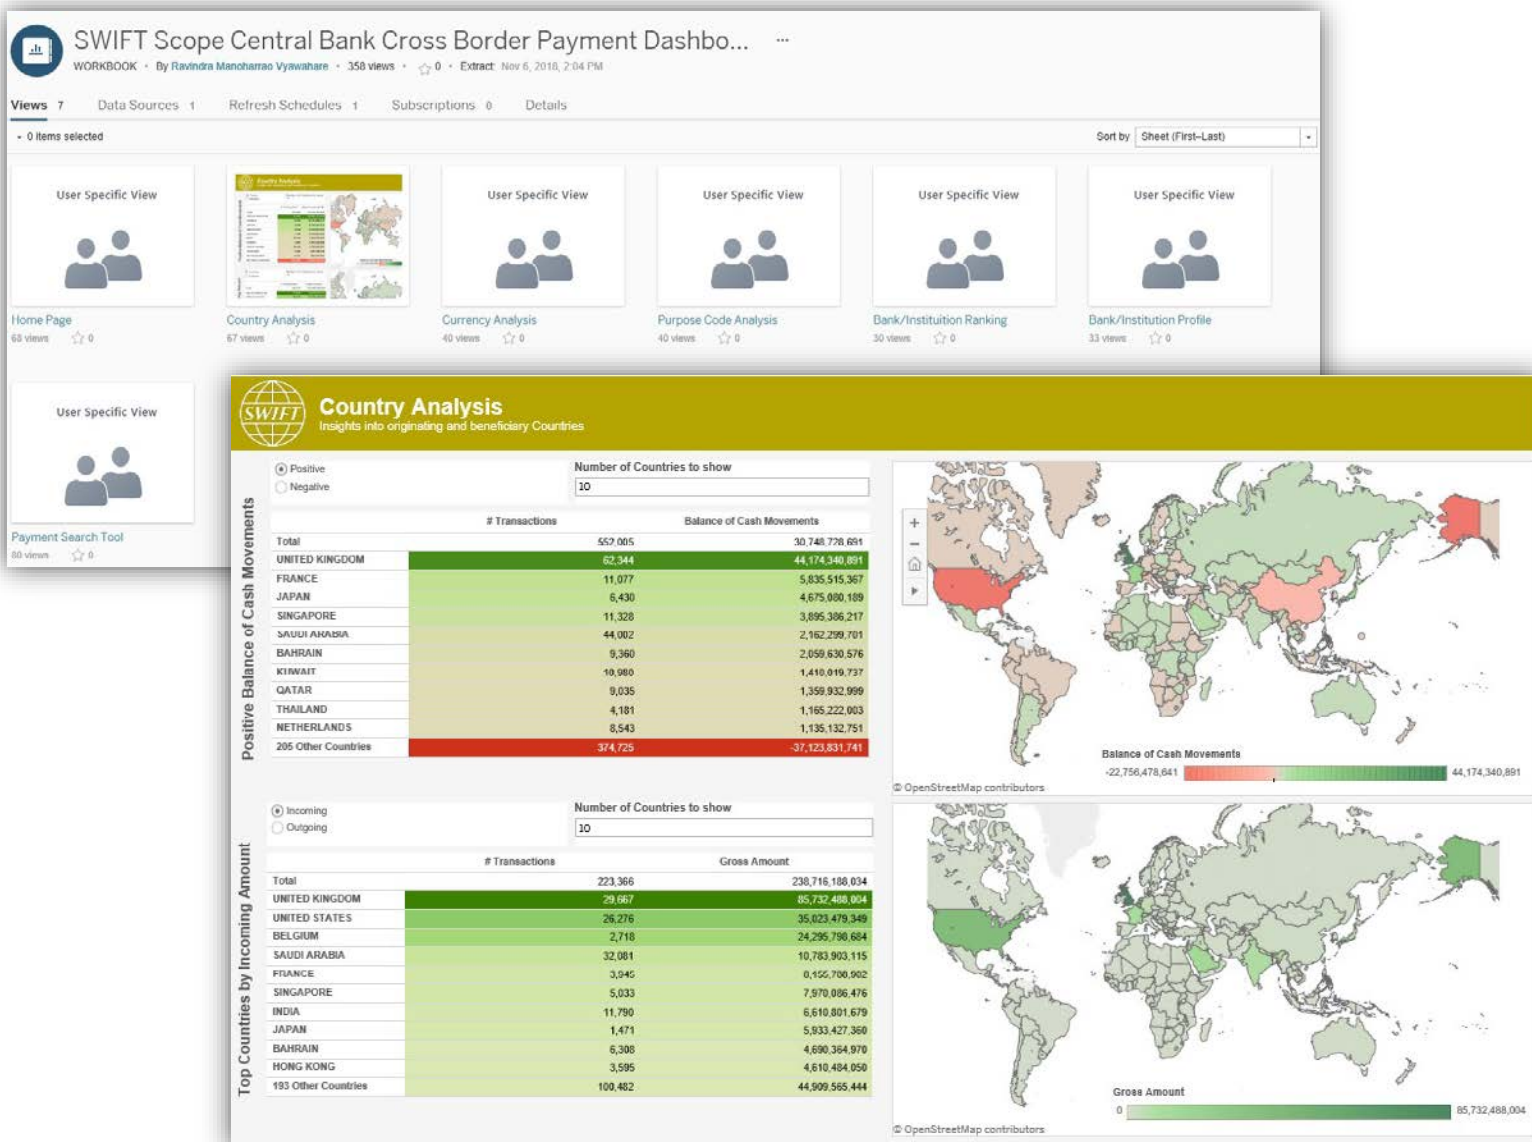 SWIFT Scope Central Bank Cross Border Payment Dashbo... ...
WORKBOOK · By Ravindra Manoharrao Vyawahare · 358 views · 0 · Extract: Nov 6, 2018, 2:04 PM
Views 7 Data Sources 1 Refresh Schedules 1 Subscriptions 0 Details
0 items selected Sort by Sheet (First–Last)
User Specific View User Specific View User Specific View User Specific View User Specific View
Home Page Country Analysis Currency Analysis Purpose Code Analysis Bank/Instituition Ranking Bank/Institution Profile
68 views 0 67 views 0 40 views 0 40 views 0 30 views 0 33 views 0
User Specific View
Payment Search Tool
80 views 0
SWIFT
Country Analysis
Insights into originating and beneficiary Countries
Positive Balance of Cash Movements
Positive
Negative
Number of Countries to show
10
# Transactions Balance of Cash Movements
Total 552,005 30,748,728,691
UNITED KINGDOM 62,344 44,174,340,891
FRANCE 11,077 5,835,515,367
JAPAN 6,430 4,675,080,189
SINGAPORE 11,328 3,895,386,217
SAUDI ARABIA 44,002 2,162,299,701
BAHRAIN 9,360 2,059,630,576
KUWAIT 10,980 1,410,019,737
QATAR 9,035 1,359,932,999
THAILAND 4,181 1,165,222,003
NETHERLANDS 8,543 1,135,132,751
205 Other Countries 374,725 -37,123,831,741
Balance of Cash Movements
-22,756,478,641 44,174,340,891
© OpenStreetMap contributors
Top Countries by Incoming Amount
Incoming
Outgoing
Number of Countries to show
10
# Transactions Gross Amount
Total 223,366 238,716,188,034
UNITED KINGDOM 29,667 85,732,488,004
UNITED STATES 26,276 35,023,479,349
BELGIUM 2,718 24,295,798,684
SAUDI ARABIA 32,081 10,783,903,115
FRANCE 3,945
SINGAPORE 5,033 7,970,086,476
INDIA 11,790 6,610,801,679
JAPAN 1,471 5,933,427,360
BAHRAIN 6,308 4,690,364,970
HONG KONG 3,595 4,610,484,050
193 Other Countries 100,482 44,909,565,444
Gross Amount
0 85,732,488,004
© OpenStreetMap contributors